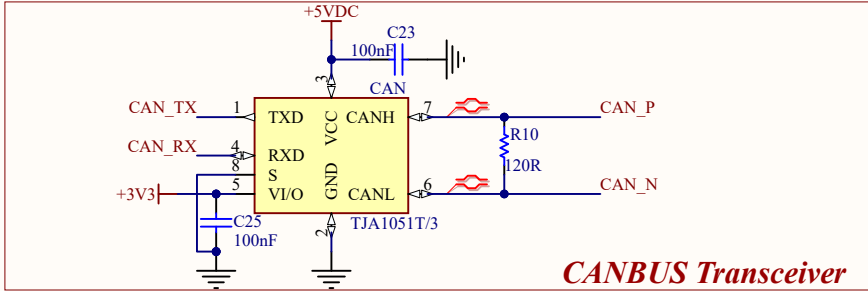 +5VDC
C23
100nF
3
CAN
CAN_TX
1
TXD
VCC
CANH
7
CAN_P
R10
CAN_RX
4
RXD
120R
8
S
+3V3
5
VI/O
GND
CANL
6
CAN_N
C25
2
TJA1051T/3
100nF
CANBUS Transceiver